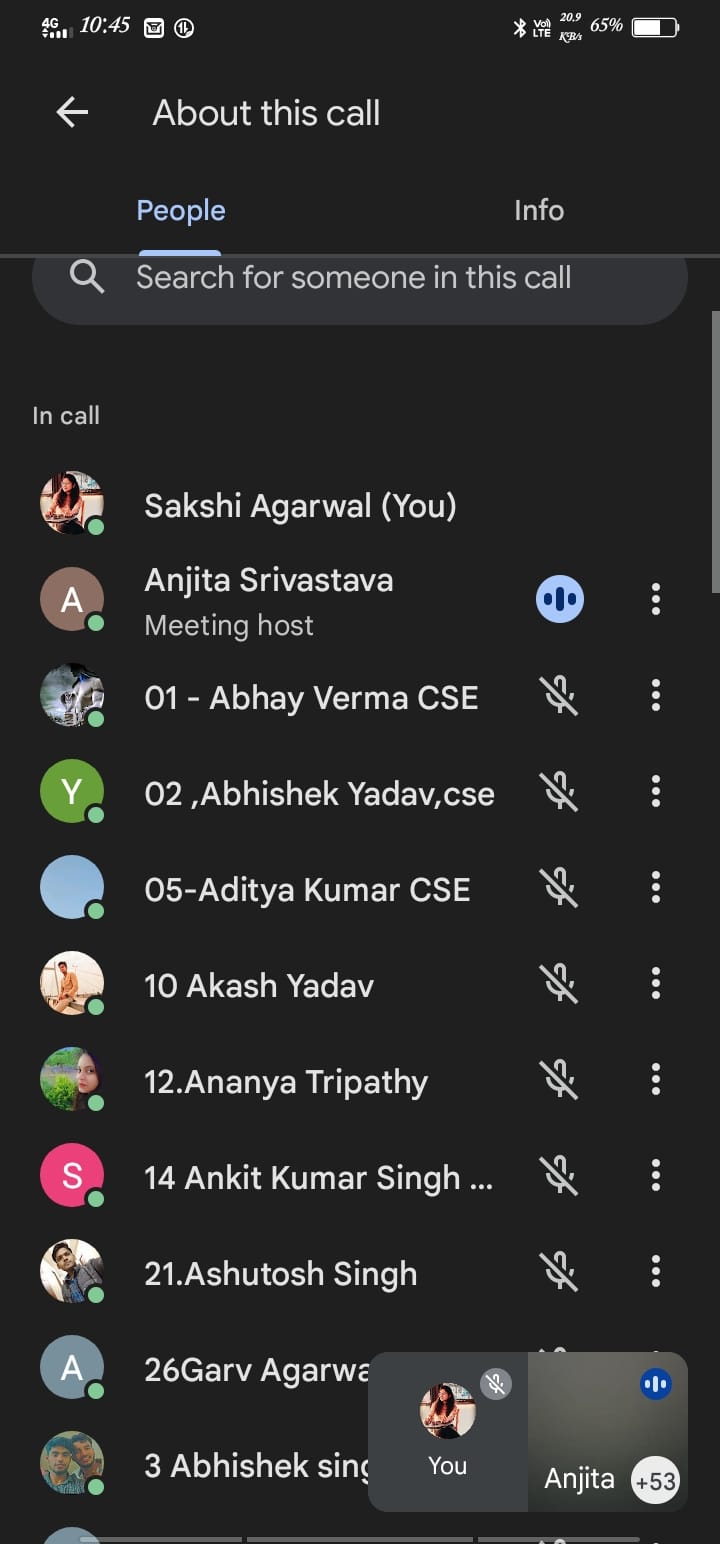 4G 10:45 VoD LTE 20.9 KB/s 65%
About this call
People Info
Search for someone in this call
In call
Sakshi Agarwal (You)
A Anjita Srivastava
Meeting host
01 - Abhay Verma CSE
Y 02 ,Abhishek Yadav,cse
05-Aditya Kumar CSE
10 Akash Yadav
12.Ananya Tripathy
S 14 Ankit Kumar Singh ...
21.Ashutosh Singh
A 26Garv Agarwa
3 Abhishek sing
You
Anjita +53